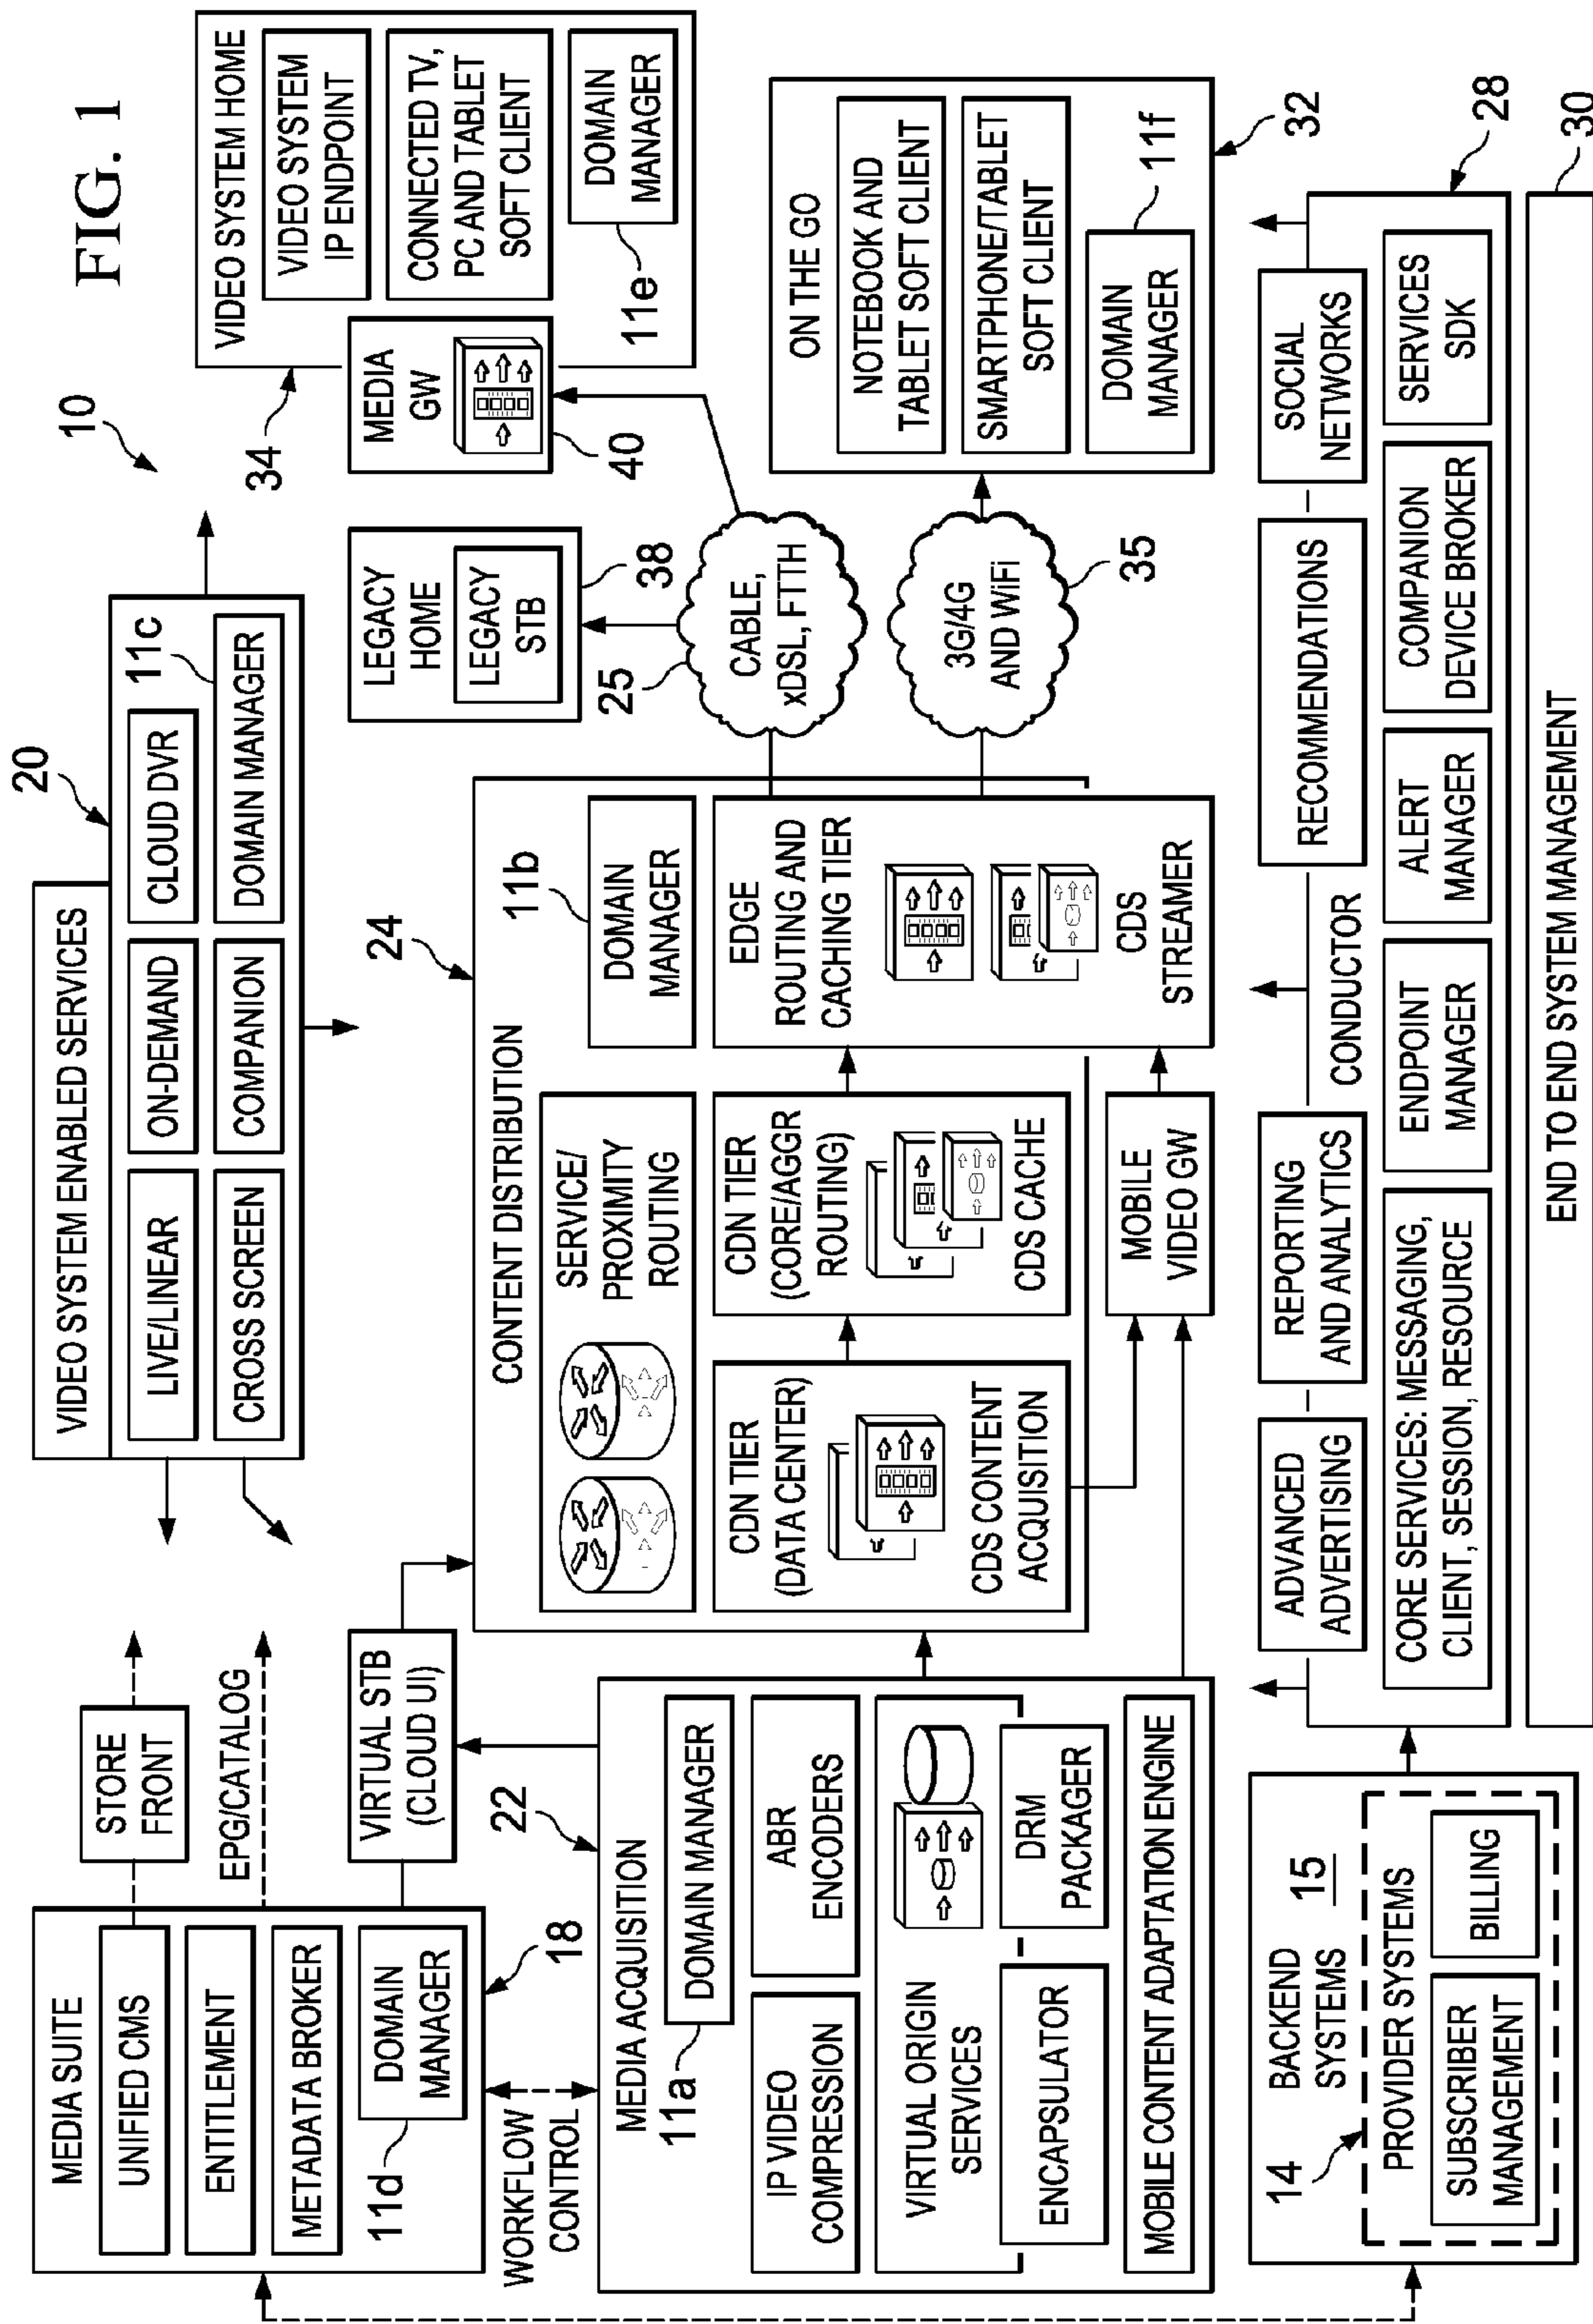 FIG. 1
10
VIDEO SYSTEM ENABLED SERVICES
20
LIVE/LINEAR
ON-DEMAND
CLOUD DVR
11c
CROSS SCREEN
COMPANION
DOMAIN MANAGER
MEDIA SUITE
UNIFIED CMS
ENTITLEMENT
METADATA BROKER
DOMAIN
MANAGER
11d
18
STORE
FRONT
EPG/CATALOG
VIRTUAL STB
(CLOUD UI)
WORKFLOW
CONTROL
22
MEDIA ACQUISITION
11a
DOMAIN MANAGER
IP VIDEO
COMPRESSION
ABR
ENCODERS
VIRTUAL ORIGIN
SERVICES
ENCAPSULATOR
DRM
PACKAGER
MOBILE CONTENT ADAPTATION ENGINE
24
CONTENT DISTRIBUTION
11b
DOMAIN
MANAGER
SERVICE/
PROXIMITY
ROUTING
CDN TIER
(DATA CENTER)
CDS CONTENT
ACQUISITION
CDN TIER
(CORE/AGGR
ROUTING)
CDS CACHE
EDGE
ROUTING AND
CACHING TIER
CDS
STREAMER
MOBILE
VIDEO GW
LEGACY
HOME
LEGACY
STB
38
25
CABLE,
xDSL, FTTH
3G/4G
AND WiFi
35
34
VIDEO SYSTEM HOME
VIDEO SYSTEM
IP ENDPOINT
CONNECTED TV,
PC AND TABLET
SOFT CLIENT
DOMAIN
MANAGER
11e
MEDIA
GW
40
ON THE GO
NOTEBOOK AND
TABLET SOFT CLIENT
SMARTPHONE/TABLET
SOFT CLIENT
DOMAIN
MANAGER
11f
32
BACKEND
SYSTEMS
15
14
PROVIDER SYSTEMS
SUBSCRIBER
MANAGEMENT
BILLING
ADVANCED
ADVERTISING
REPORTING
AND ANALYTICS
CONDUCTOR
RECOMMENDATIONS
SOCIAL
NETWORKS
28
CORE SERVICES: MESSAGING,
CLIENT, SESSION, RESOURCE
ENDPOINT
MANAGER
ALERT
MANAGER
COMPANION
DEVICE BROKER
SERVICES
SDK
END TO END SYSTEM MANAGEMENT
30